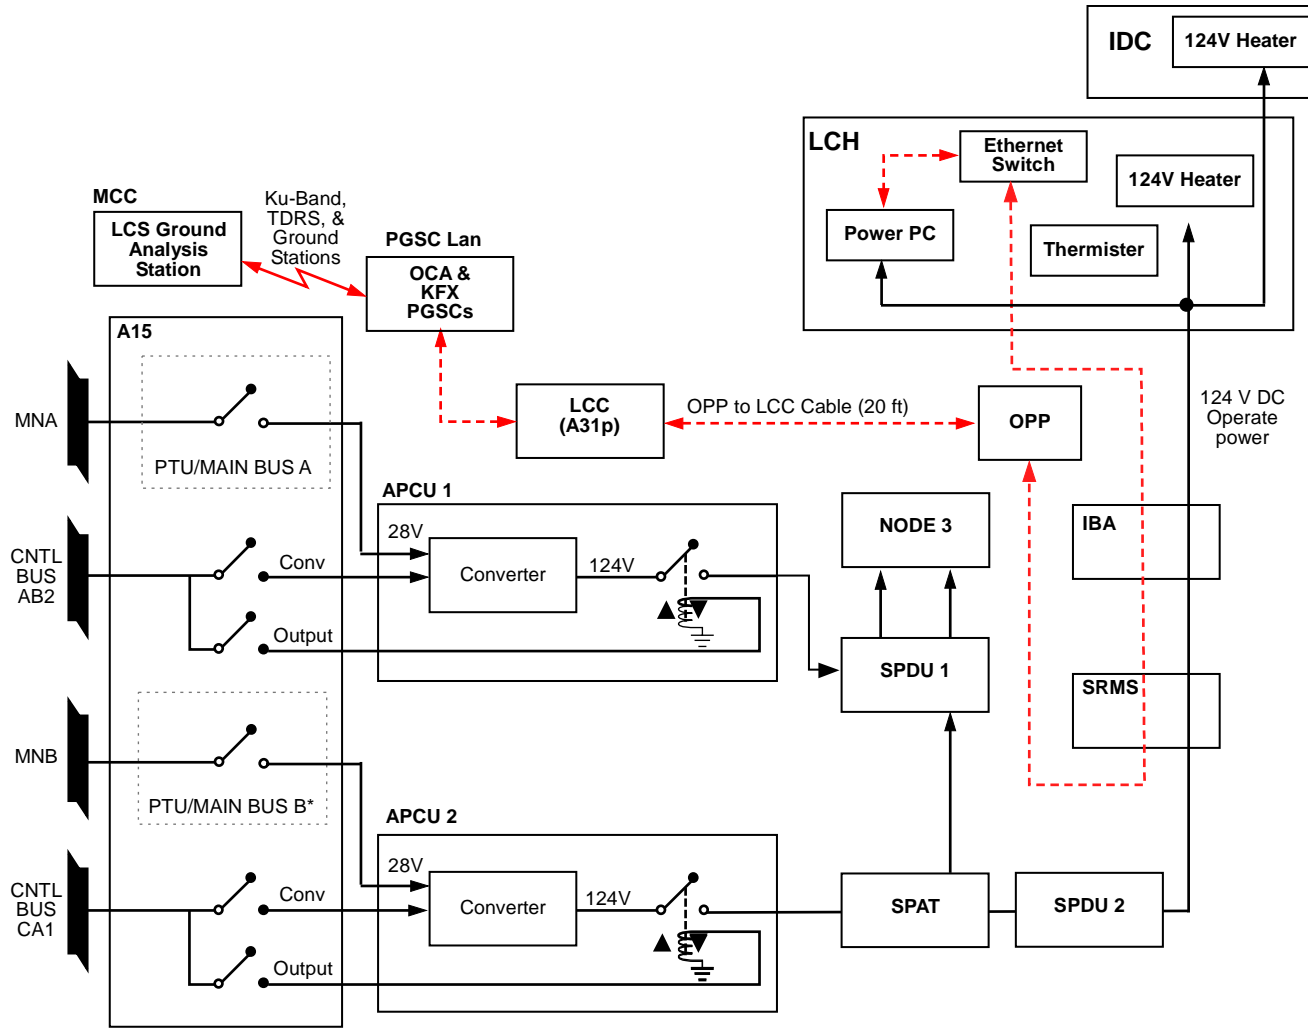 IDC
124V Heater
LCH
Ethernet
Switch
124V Heater
Power PC
Thermister
MCC
LCS Ground
Analysis
Station
Ku-Band,
TDRS, &
Ground
Stations
PGSC Lan
OCA &
KFX
PGSCs
A15
MNA
PTU/MAIN BUS A
LCC
(A31p)
OPP to LCC Cable (20 ft)
OPP
124 V DC
Operate
power
APCU 1
28V
Converter
124V
CNTL
BUS
AB2
Conv
Output
NODE 3
SPDU 1
IBA
SRMS
MNB
PTU/MAIN BUS B*
APCU 2
28V
Converter
124V
CNTL
BUS
CA1
Conv
Output
SPAT
SPDU 2